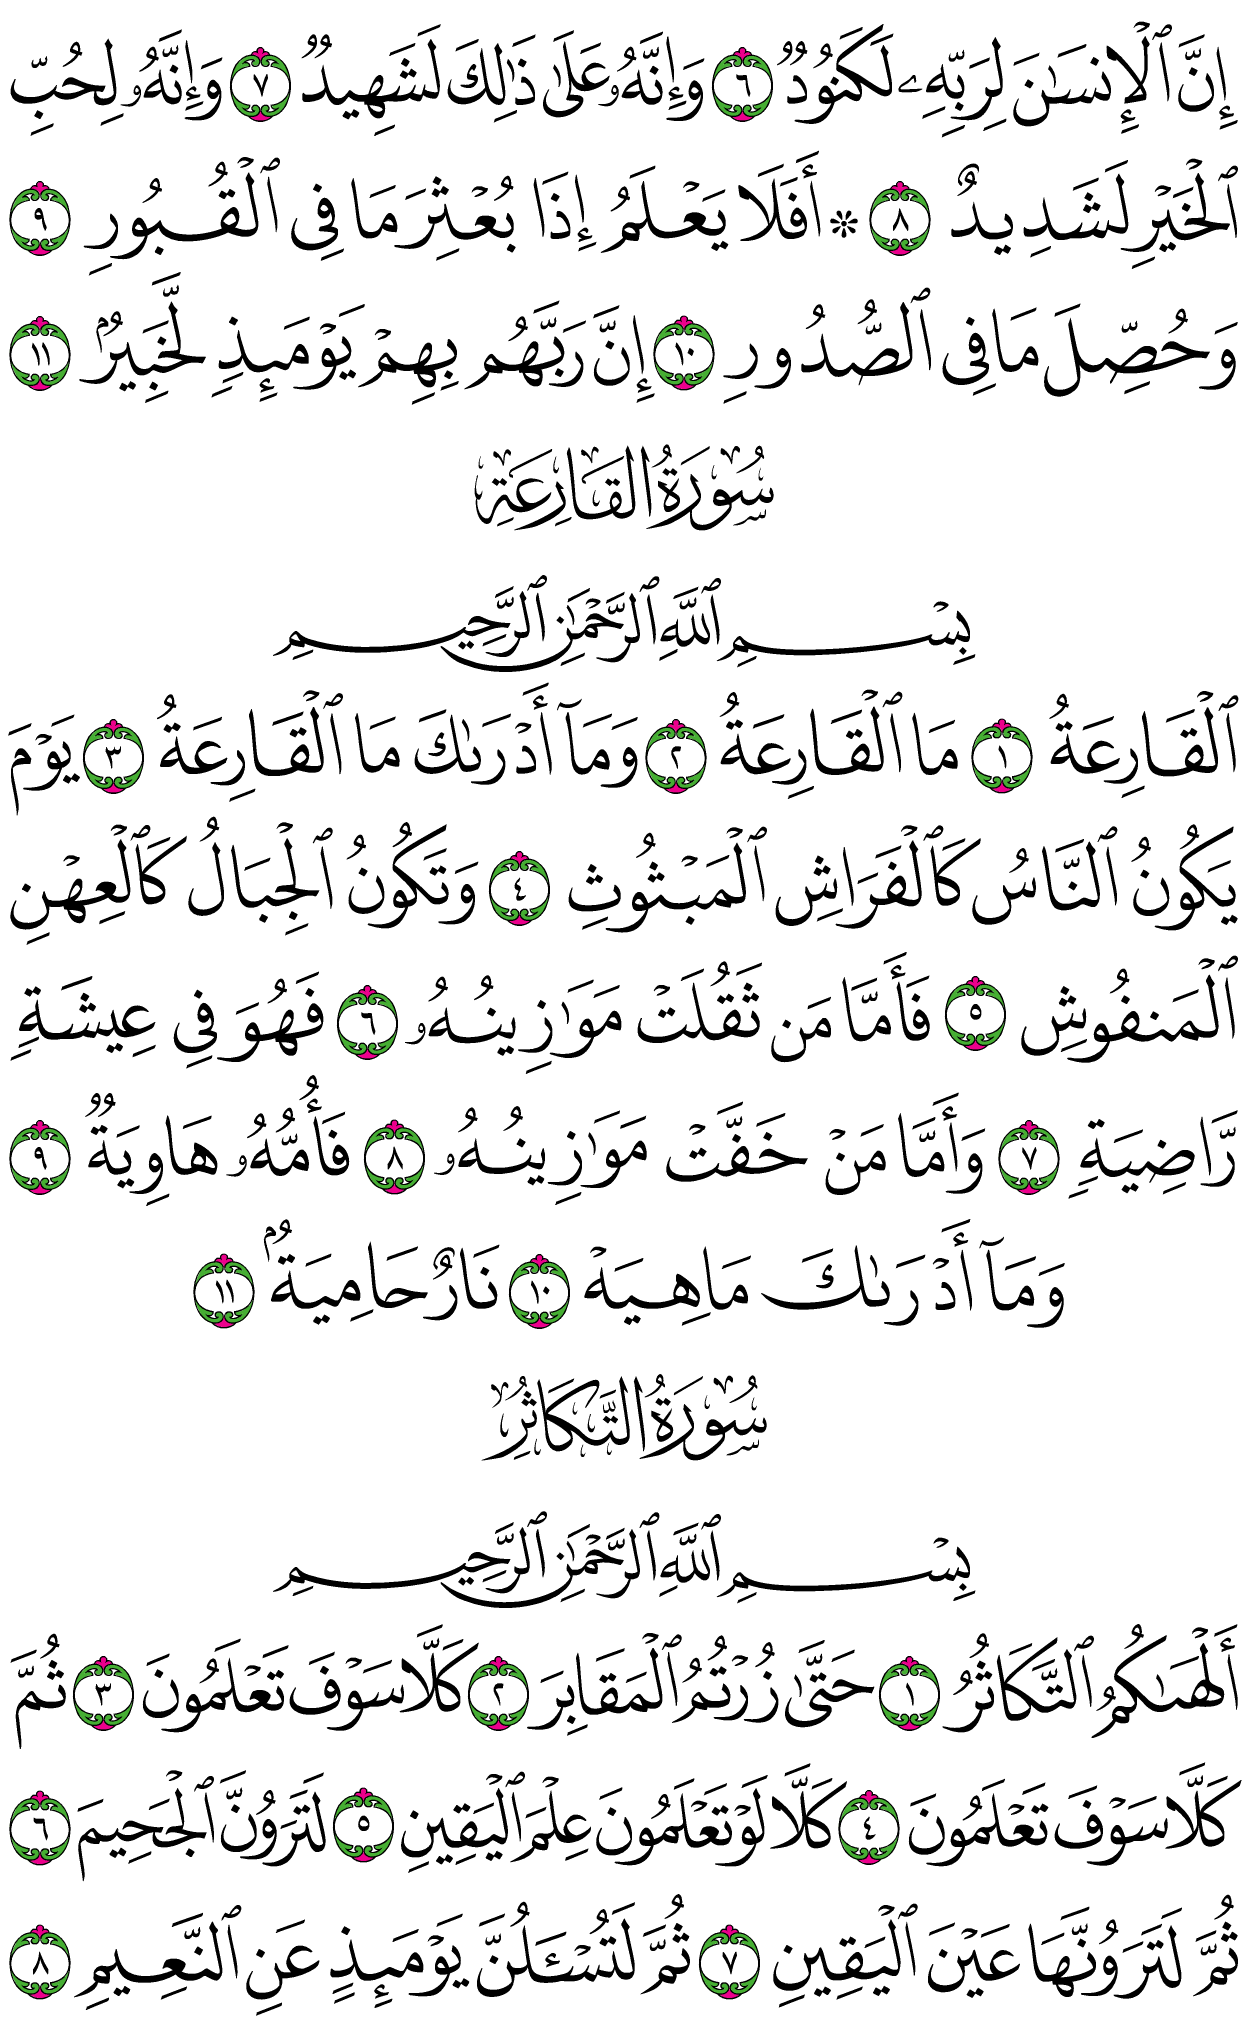 إِنَّ ٱلْإِنسَٰنَ لِرَبِّهِۦ لَكَنُودٌ ٦ وَإِنَّهُۥ عَلَىٰ ذَٰلِكَ لَشَهِيدٌ ٧ وَإِنَّهُۥ لِحُبِّ
ٱلْخَيْرِ لَشَدِيدٌ ٨ * أَفَلَا يَعْلَمُ إِذَا بُعْثِرَ مَا فِى ٱلْقُبُورِ ٩
وَحُصِّلَ مَا فِى ٱلصُّدُورِ ١٠ إِنَّ رَبَّهُم بِهِمْ يَوْمَئِذٍ لَّخَبِيرٌۢ ١١
سُورَةُ القَارِعَةِ
بِسْمِ ٱللَّهِ ٱلرَّحْمَٰنِ ٱلرَّحِيمِ
ٱلْقَارِعَةُ ١ مَا ٱلْقَارِعَةُ ٢ وَمَآ أَدْرَىٰكَ مَا ٱلْقَارِعَةُ ٣ يَوْمَ
يَكُونُ ٱلنَّاسُ كَٱلْفَرَاشِ ٱلْمَبْثُوثِ ٤ وَتَكُونُ ٱلْجِبَالُ كَٱلْعِهْنِ
ٱلْمَنفُوشِ ٥ فَأَمَّا مَن ثَقُلَتْ مَوَٰزِينُهُۥ ٦ فَهُوَ فِى عِيشَةٍ
رَّاضِيَةٍ ٧ وَأَمَّا مَنْ خَفَّتْ مَوَٰزِينُهُۥ ٨ فَأُمُّهُۥ هَاوِيَةٌ ٩
وَمَآ أَدْرَىٰكَ مَا هِيَهْ ١٠ نَارٌ حَامِيَةٌۢ ١١
سُورَةُ التَّكَاثُرِ
بِسْمِ ٱللَّهِ ٱلرَّحْمَٰنِ ٱلرَّحِيمِ
أَلْهَىٰكُمُ ٱلتَّكَاثُرُ ١ حَتَّىٰ زُرْتُمُ ٱلْمَقَابِرَ ٢ كَلَّا سَوْفَ تَعْلَمُونَ ٣ ثُمَّ
كَلَّا سَوْفَ تَعْلَمُونَ ٤ كَلَّا لَوْ تَعْلَمُونَ عِلْمَ ٱلْيَقِينِ ٥ لَتَرَوُنَّ ٱلْجَحِيمَ ٦
ثُمَّ لَتَرَوُنَّهَا عَيْنَ ٱلْيَقِينِ ٧ ثُمَّ لَتُسْـَٔلُنَّ يَوْمَئِذٍ عَنِ ٱلنَّعِيمِ ٨